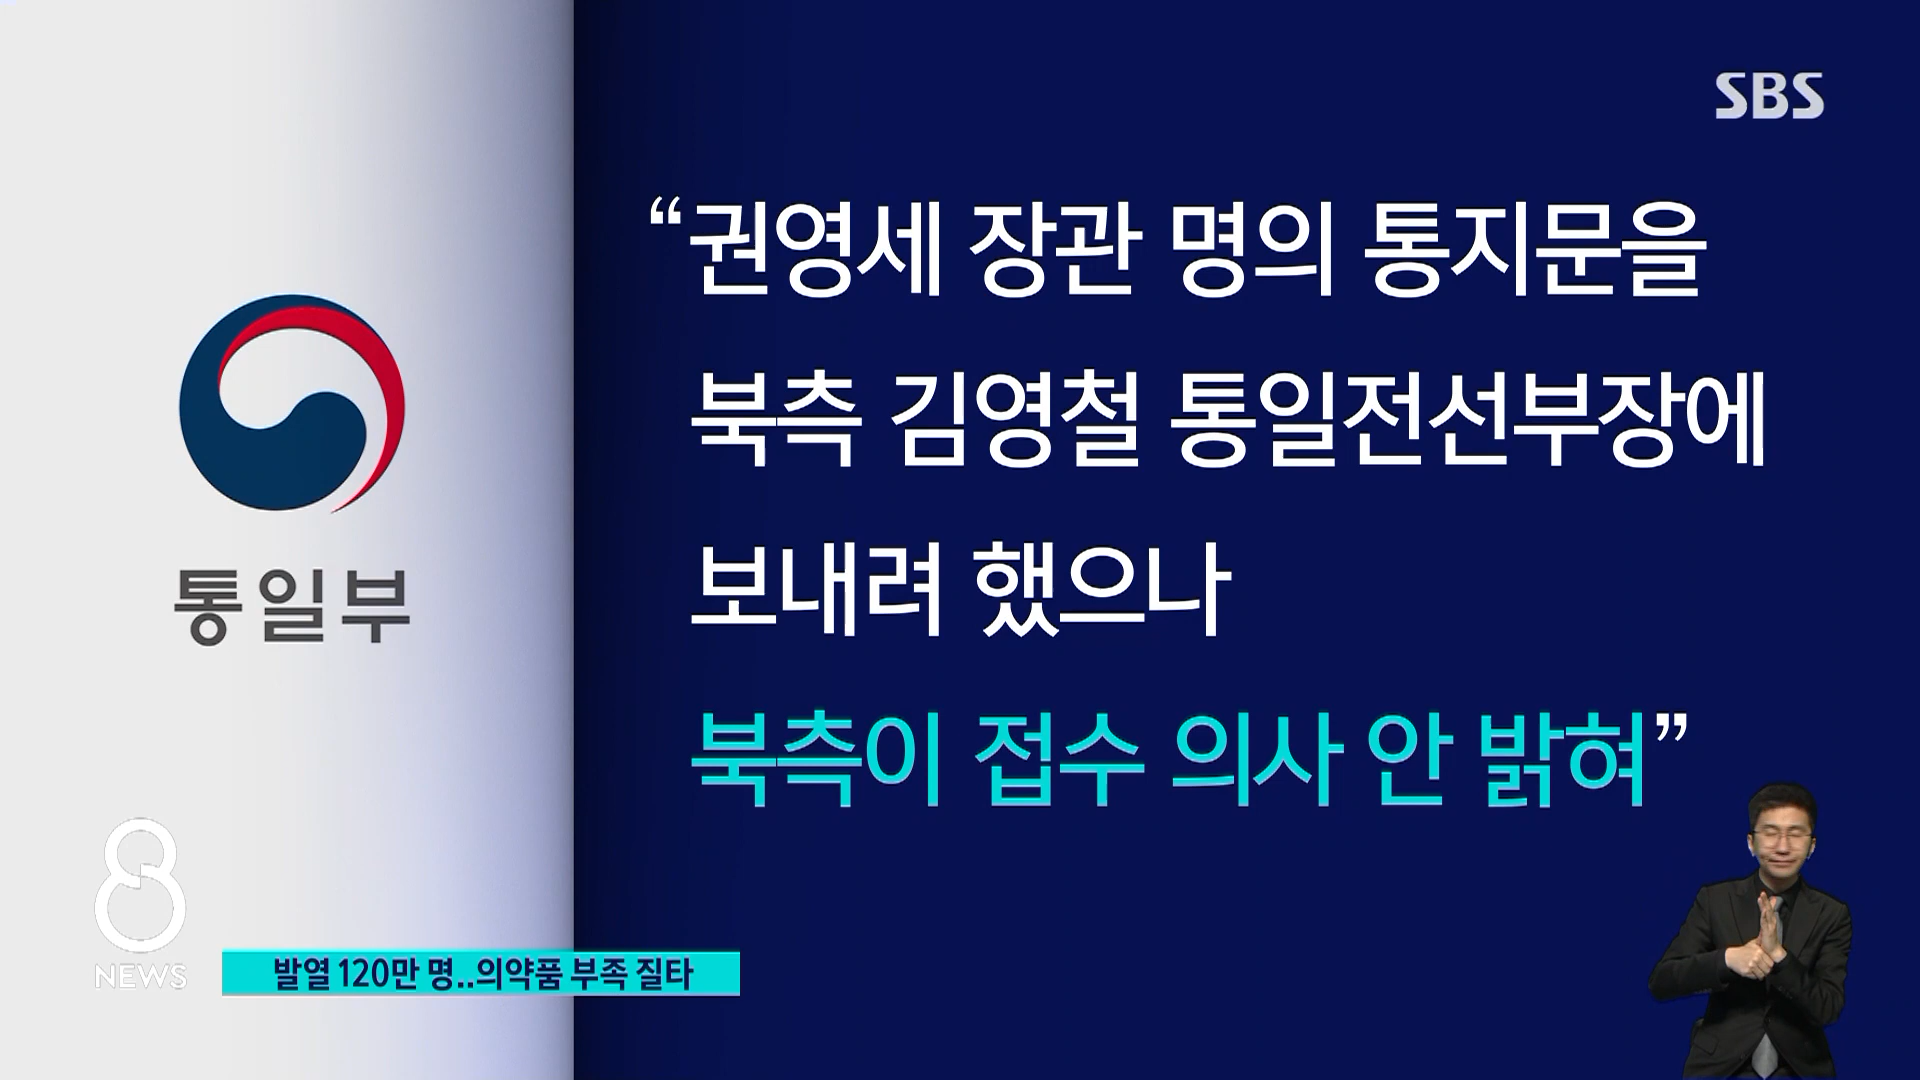 SBS
“권영세 장관 명의 통지문을
북측 김영철 통일전선부장에
보내려 했으나
북측이 접수 의사 안 밝혀”
통일부
8
NEWS
발열 120만 명..의약품 부족 질타